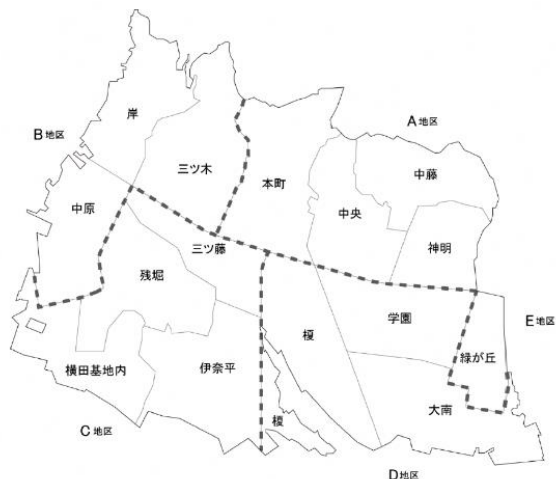 岸
A地区
B地区
三ツ木
中藤
本町
中原
中央
神明
三ツ藤
残堀
学園
E地区
榎
緑が丘
横田基地内
伊奈平
大南
榎
C地区
D地区